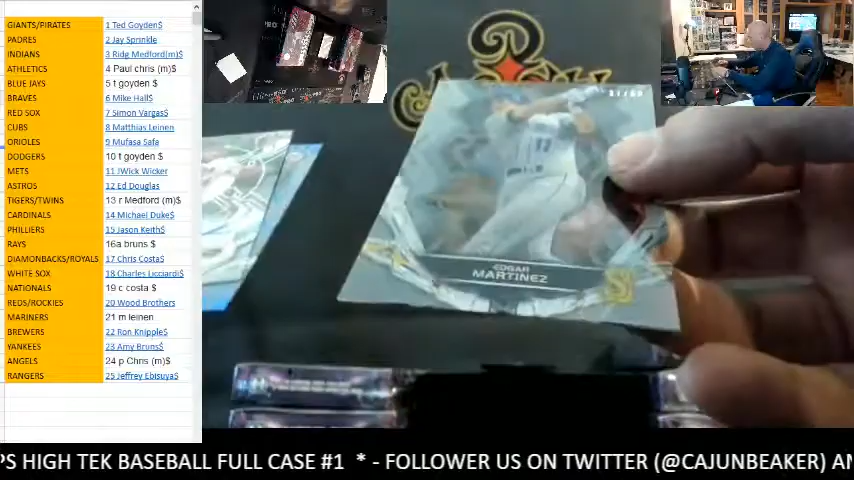 GIANTS/PIRATES 1 Ted Goyden$
PADRES 2 Jay Sprinkle
INDIANS 3 Ridg Medford(m)$
ATHLETICS 4 Paul chris (m)$
BLUE JAYS 5 t goyden $
BRAVES 6 Mike Hall$
RED SOX 7 Simon Vargas$
CUBS 8 Matthias Leinen
ORIOLES 9 Mufasa Safa
DODGERS 10 t goyden $
METS 11 JWick Wicker
ASTROS 12 Ed Douglas
TIGERS/TWINS 13 r Medford (m)$
CARDINALS 14 Michael Duke$
PHILLIERS 15 Jason Keith$
RAYS 16a bruns $
DIAMONBACKS/ROYALS 17 Chris Costa$
WHITE SOX 18 Charles Licciardi$
NATIONALS 19 c costa $
REDS/ROCKIES 20 Wood Brothers
MARINERS 21 m leinen
BREWERS 22 Ron Knipple$
YANKEES 23 Amy Bruns$
ANGELS 24 p Chris (m)$
RANGERS 25 Jeffrey Ebisuya$
EDGAR
MARTINEZ
'S HIGH TEK BASEBALL FULL CASE #1 * - FOLLOWER US ON TWITTER (@CAJUNBEAKER) AN